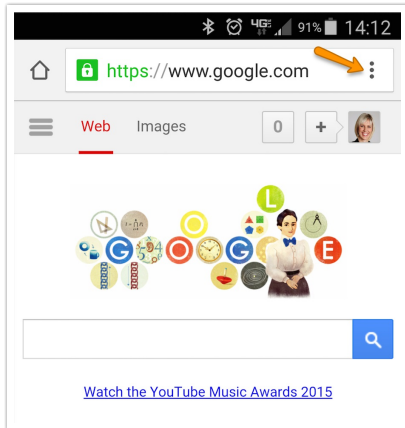 4G 91% 14:12
https://www.google.com
Web Images 0 +
L
G O G E
Watch the YouTube Music Awards 2015